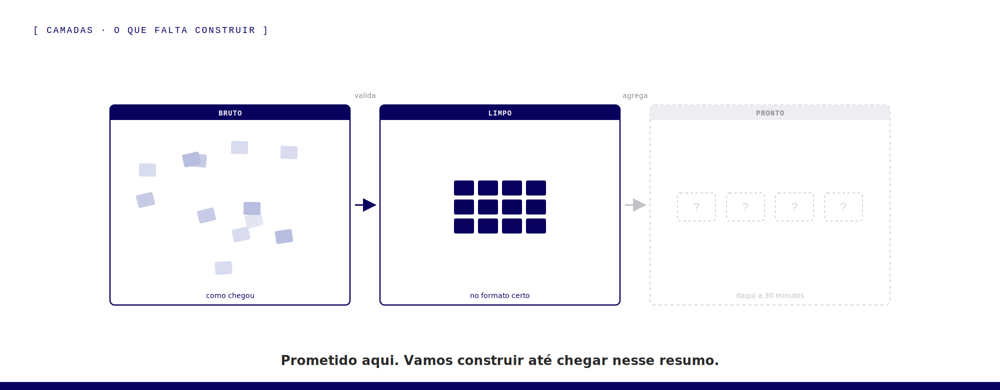 [ CAMADAS · O QUE FALTA CONSTRUIR ]
valida
agrega
BRUTO
LIMPO
PRONTO
? ? ? ?
como chegou
no formato certo
daqui a 30 minutos
Prometido aqui. Vamos construir até chegar nesse resumo.